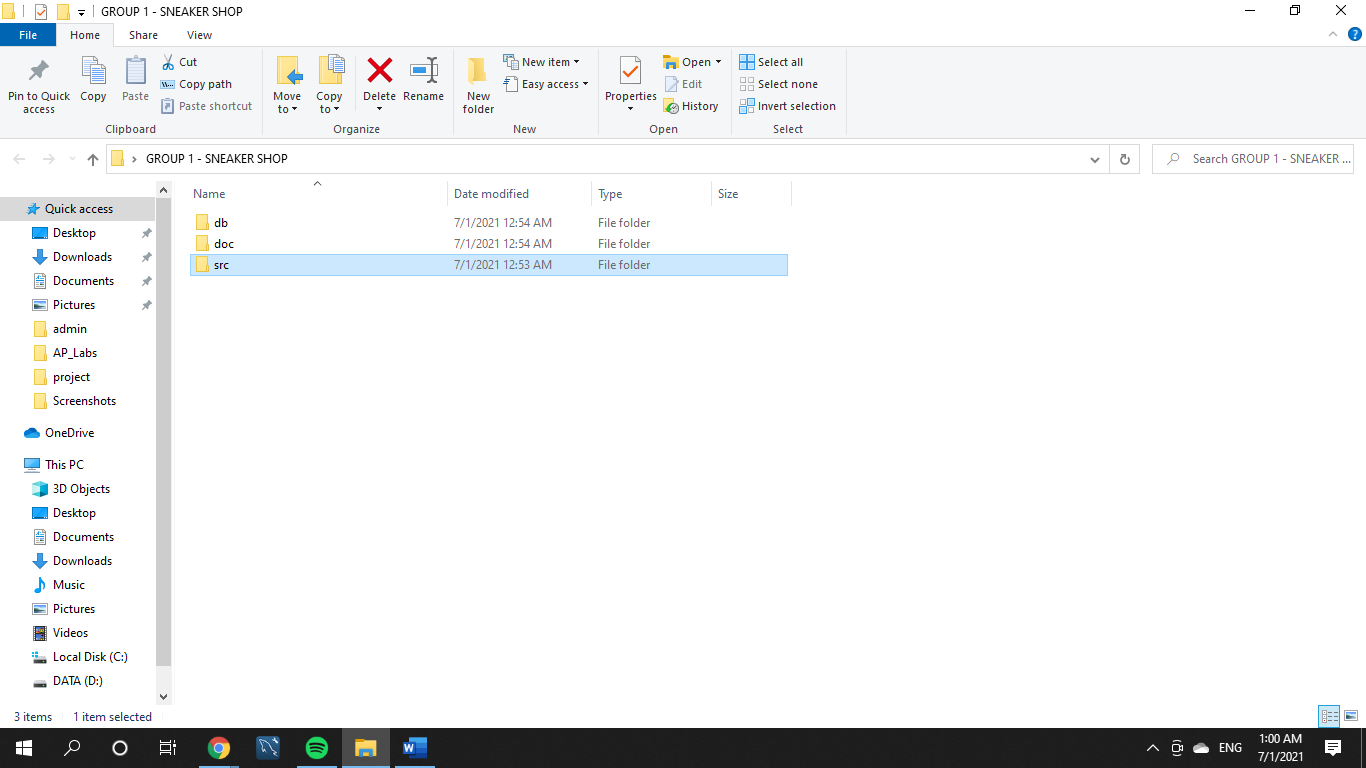 GROUP 1 - SNEAKER SHOP
File Home Share View
Pin to Quick access
Copy
Paste
Cut
Copy path
Paste shortcut
Clipboard
Move to
Copy to
Delete
Rename
Organize
New folder
New item
Easy access
New
Properties
Open
Edit
History
Open
Select all
Select none
Invert selection
Select
GROUP 1 - SNEAKER SHOP
Search GROUP 1 - SNEAKER ...
Quick access
Desktop
Downloads
Documents
Pictures
admin
AP_Labs
project
Screenshots
OneDrive
This PC
3D Objects
Desktop
Documents
Downloads
Music
Pictures
Videos
Local Disk (C:)
DATA (D:)
Name Date modified Type Size
db 7/1/2021 12:54 AM File folder
doc 7/1/2021 12:54 AM File folder
src 7/1/2021 12:53 AM File folder
3 items 1 item selected
W
ENG
1:00 AM
7/1/2021